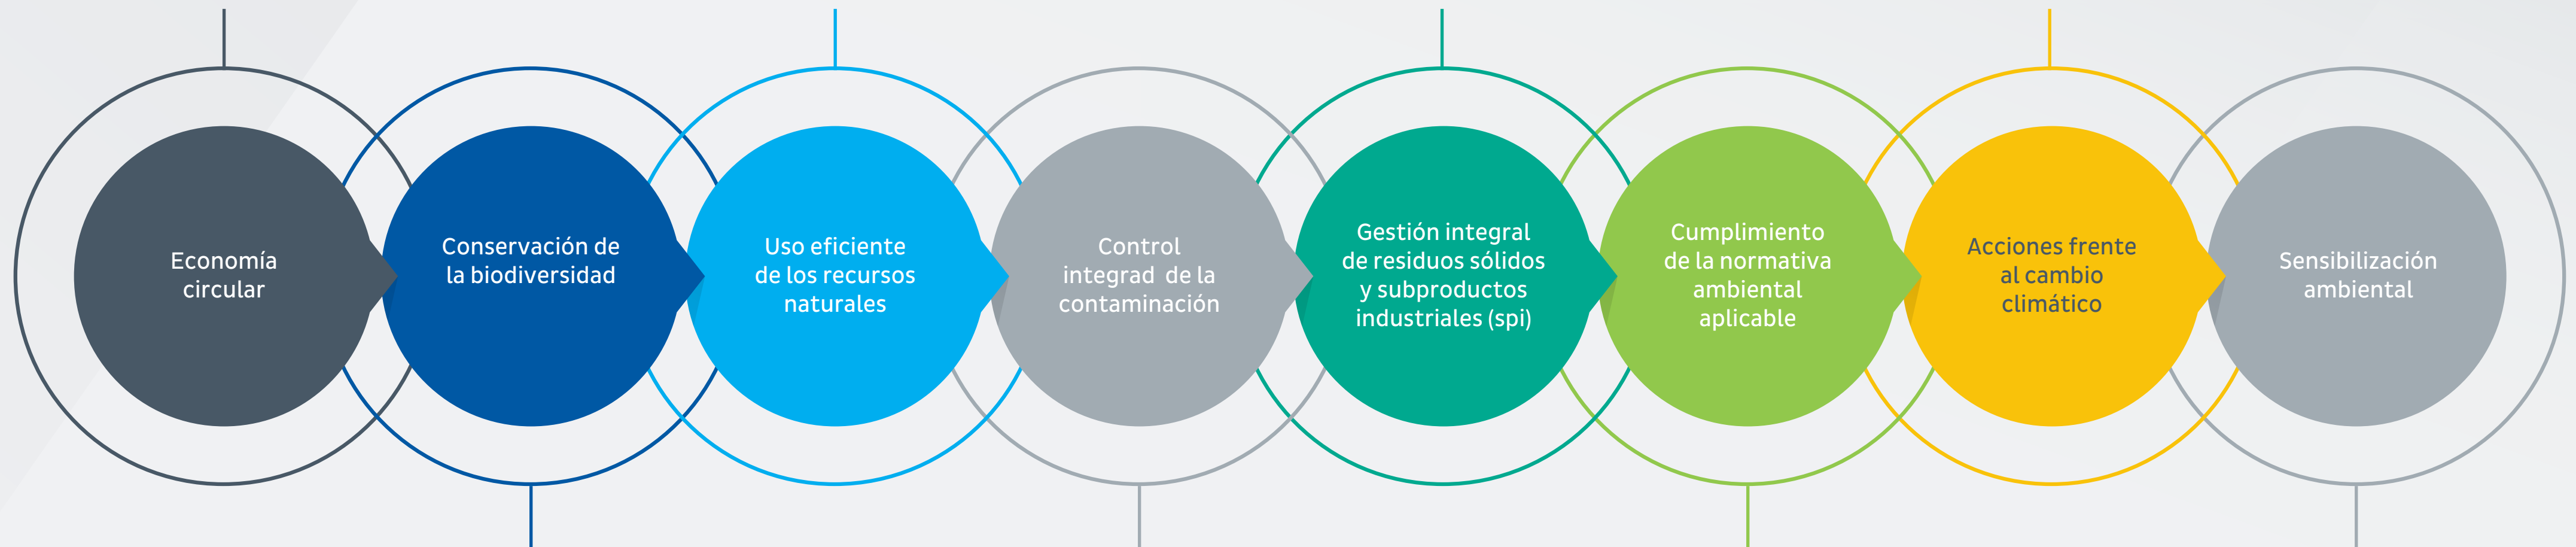 Economía
circular
Conservación de
la biodiversidad
Uso eficiente
de los recursos
naturales
Control
integrad  de la
contaminación
Gestión integral
de residuos sólidos
y subproductos
industriales (spi)
Cumplimiento
de la normativa
ambiental
aplicable
Acciones frente
al cambio
climático
Sensibilización
ambiental